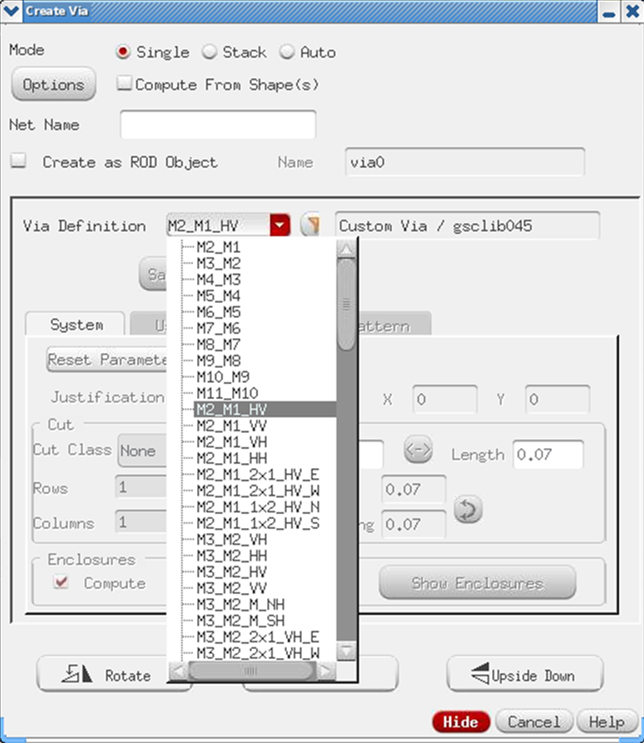 Create Via
Mode Single Stack Auto
Options Compute From Shape(s)
Net Name
Create as ROD Object Name via0
Via Definition M2_M1_HV Custom Via / gsclib045
M2_M1
M3_M2
M4_M3
M5_M4
M6_M5
M7_M6
M8_M7
M9_M8
M10_M9
M11_M10
M2_M1_HV
M2_M1_VV
M2_M1_VH
M2_M1_HH
M2_M1_2x1_HV_E
M2_M1_2x1_HV_W
M2_M1_1x2_HV_N
M2_M1_1x2_HV_S
M3_M2_VH
M3_M2_HH
M3_M2_HV
M3_M2_VV
M3_M2_M_NH
M3_M2_M_SH
M3_M2_2x1_VH_E
M3_M2_2x1_VH_W
Sa
System U attern
Reset Paramete
Justification X 0 Y 0
Cut
Cut Class None <-> Length 0.07
Rows 1 0.07
Columns 1 ng 0.07
Enclosures
Compute Show Enclosures
Rotate Upside Down
Hide Cancel Help